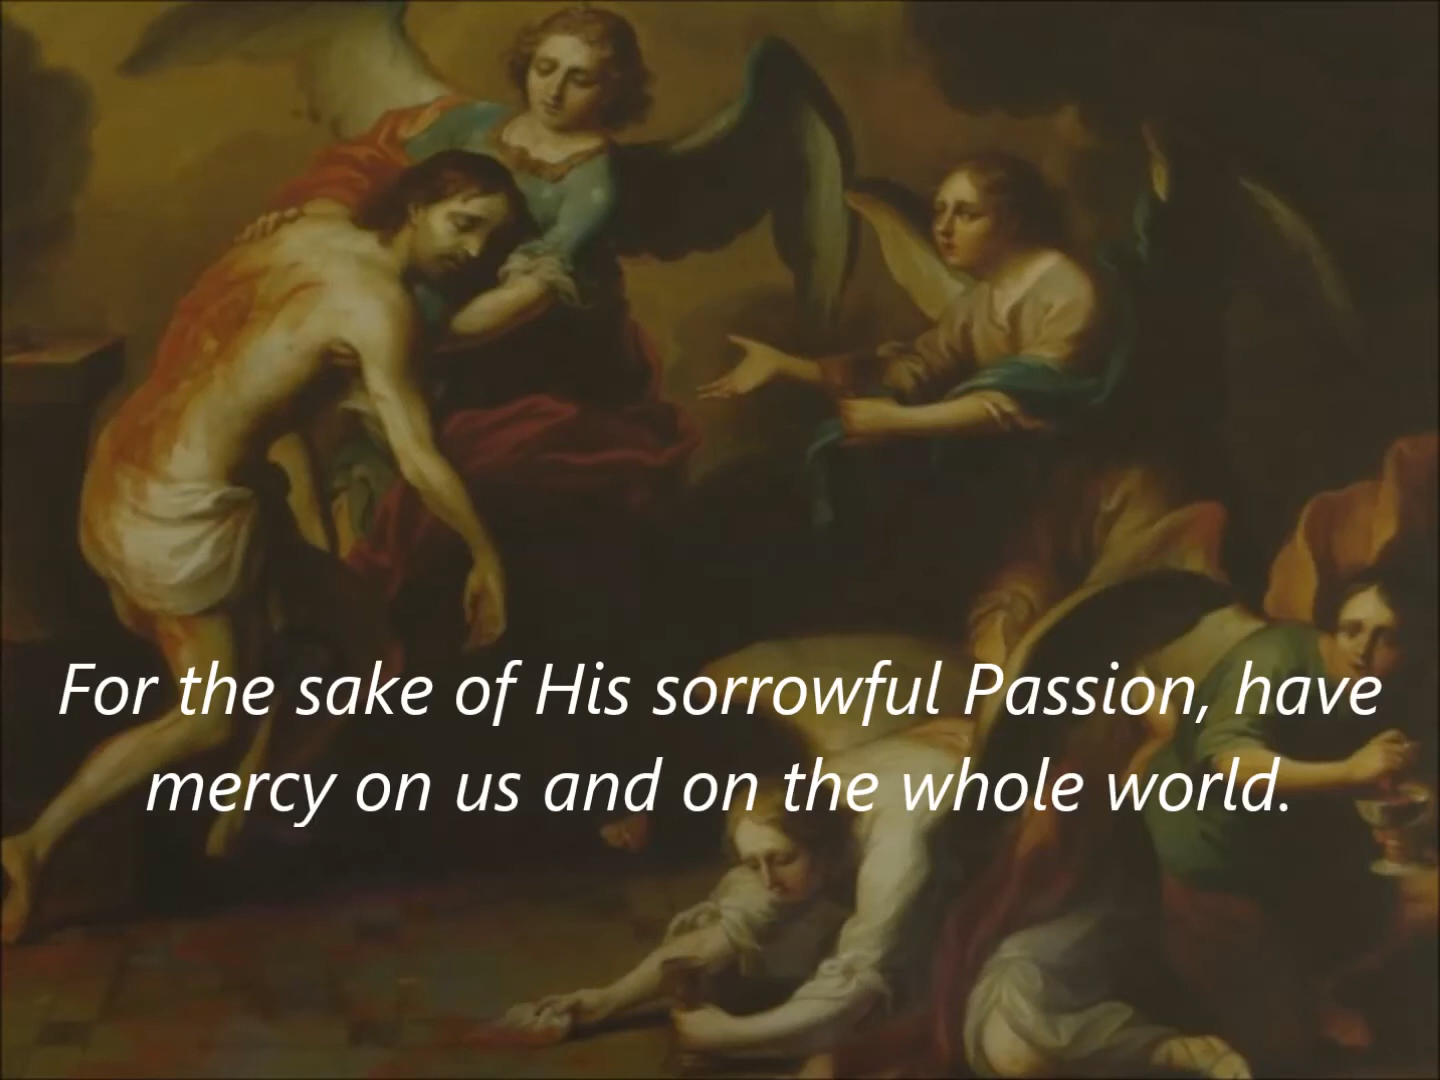 For the sake of His sorrowful Passion, have
mercy on us and on the whole world.